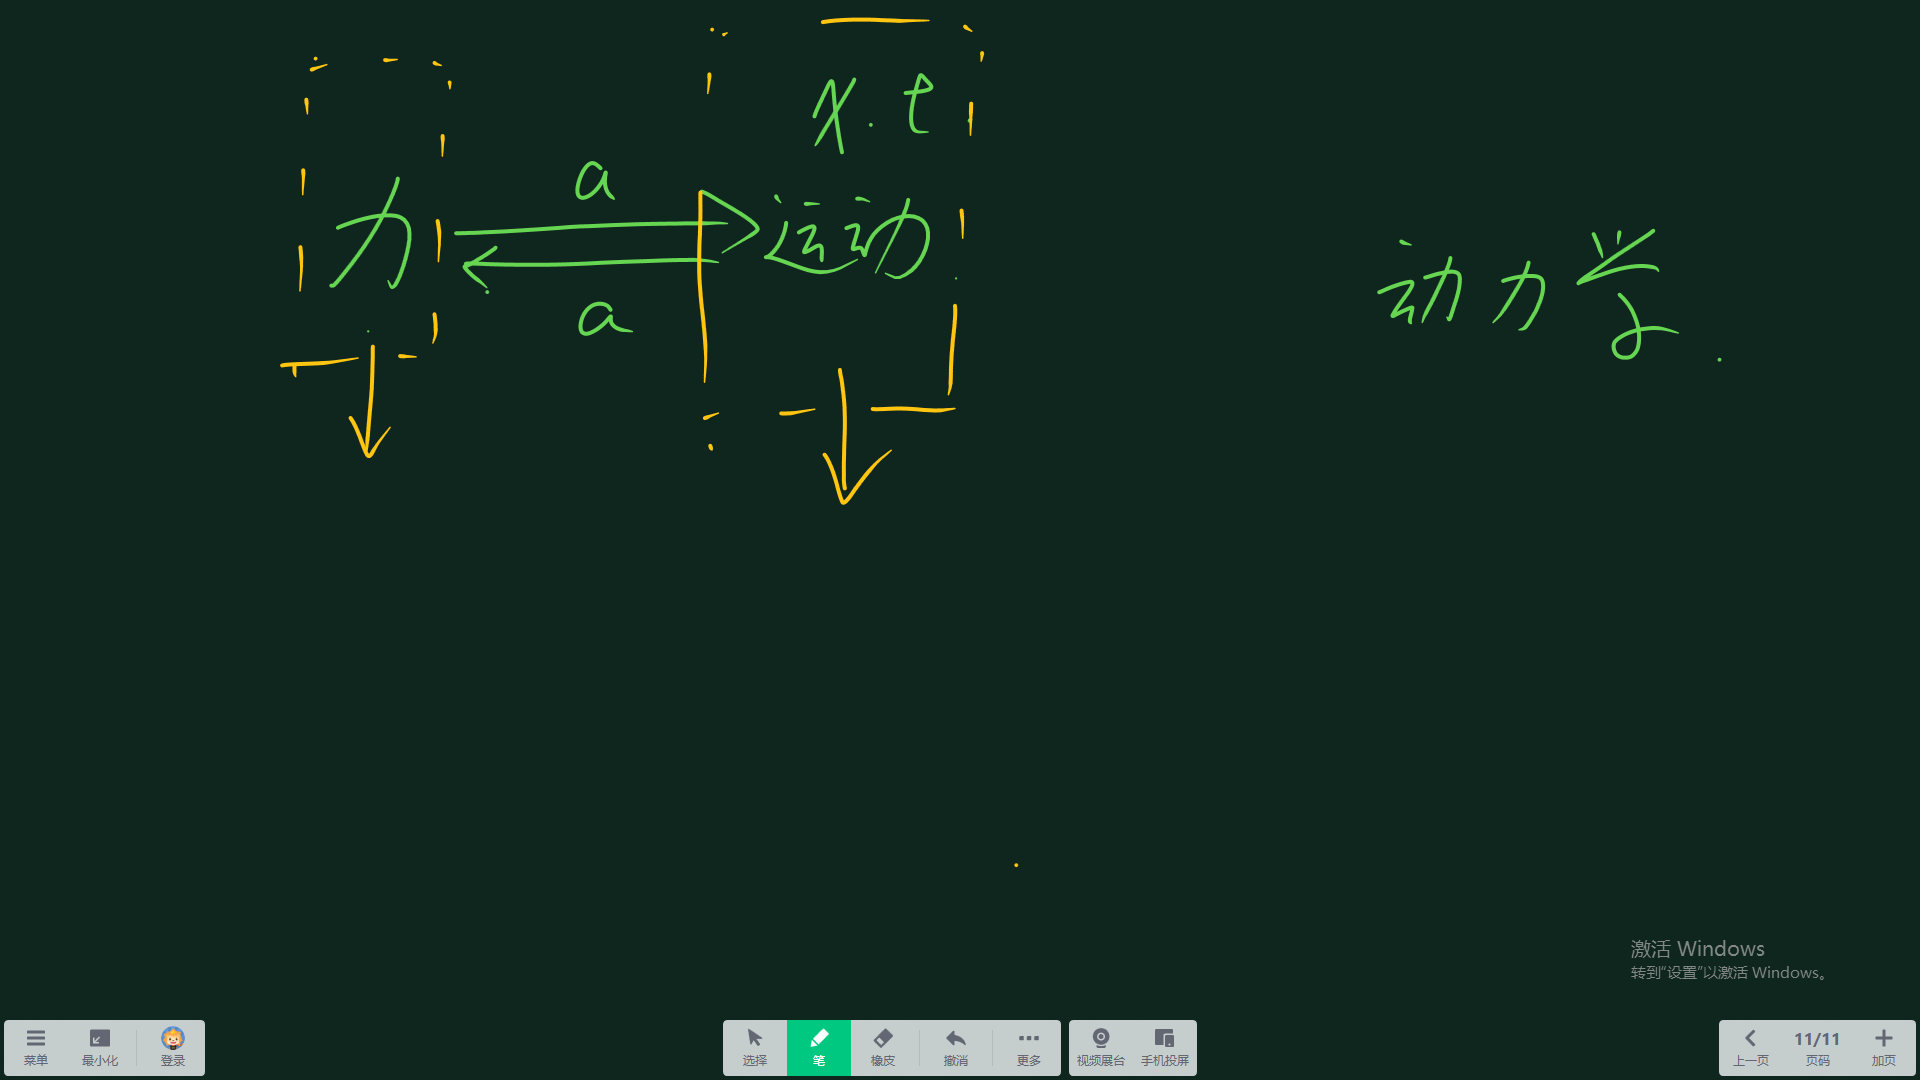 x.t
a
力 运动
a
动力学
激活 Windows
转到“设置”以激活 Windows。
菜单 最小化 登录 选择 笔 橡皮 撤消 更多 视频展台 手机投屏 上一页 11/11 页码 加页